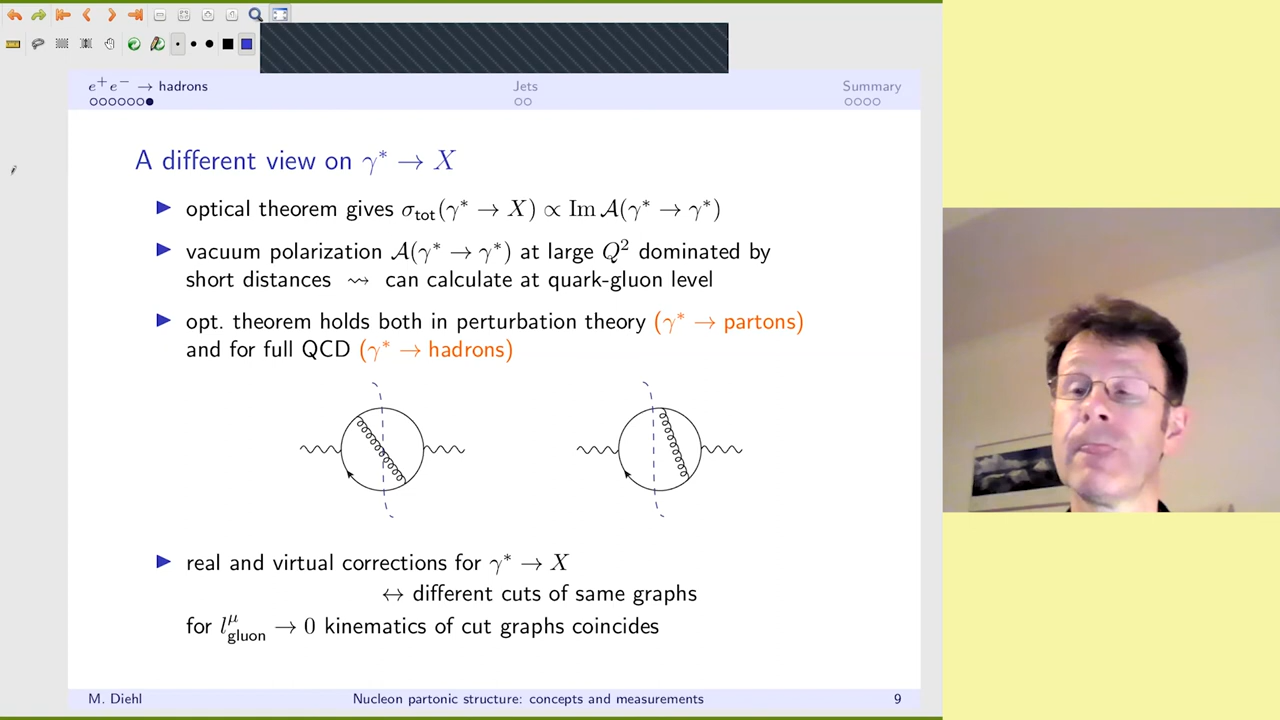 e⁺e⁻ → hadrons
Jets
Summary
A different view on γ* → X
▶ optical theorem gives σ_tot(γ* → X) ∝ Im 𝒜(γ* → γ*)
▶ vacuum polarization 𝒜(γ* → γ*) at large Q² dominated by
short distances ⇝ can calculate at quark-gluon level
▶ opt. theorem holds both in perturbation theory (γ* → partons)
and for full QCD (γ* → hadrons)
▶ real and virtual corrections for γ* → X
↔ different cuts of same graphs
for l^μ_gluon → 0 kinematics of cut graphs coincides
M. Diehl
Nucleon partonic structure: concepts and measurements
9